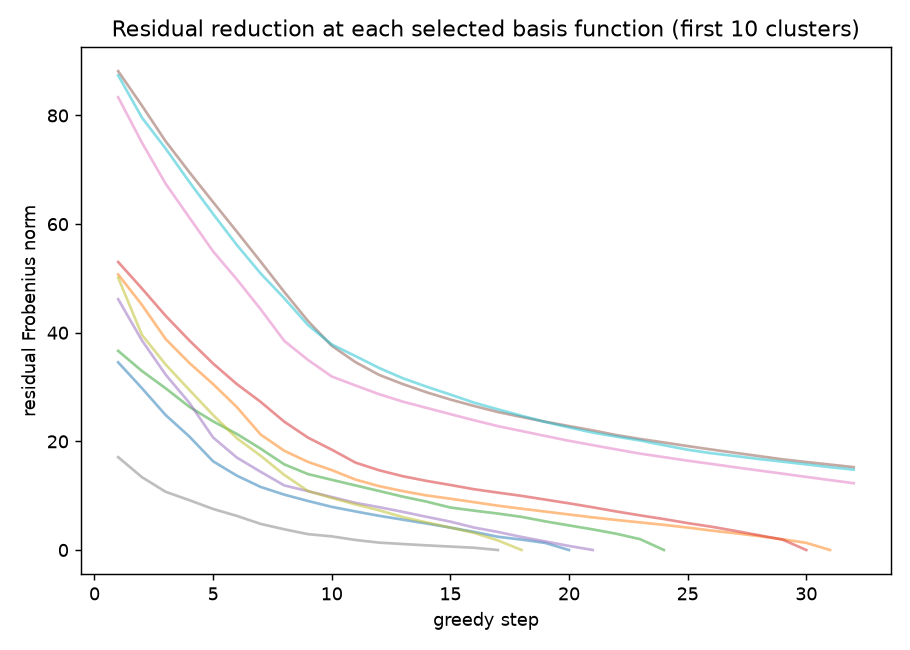 Residual reduction at each selected basis function (first 10 clusters)
residual Frobenius norm
80
60
40
20
0
0 5 10 15 20 25 30
greedy step